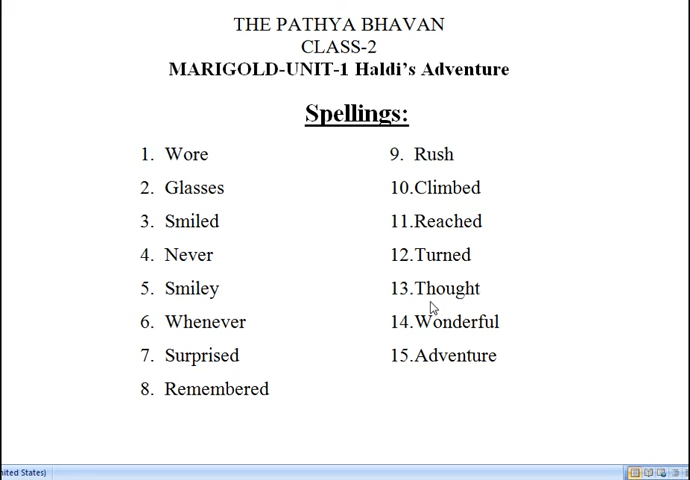 THE PATHYA BHAVAN
CLASS-2
MARIGOLD-UNIT-1 Haldi's Adventure
Spellings:
1. Wore
2. Glasses
3. Smiled
4. Never
5. Smiley
6. Whenever
7. Surprised
8. Remembered
9. Rush
10.Climbed
11.Reached
12.Turned
13.Thought
14.Wonderful
15.Adventure
nited States)